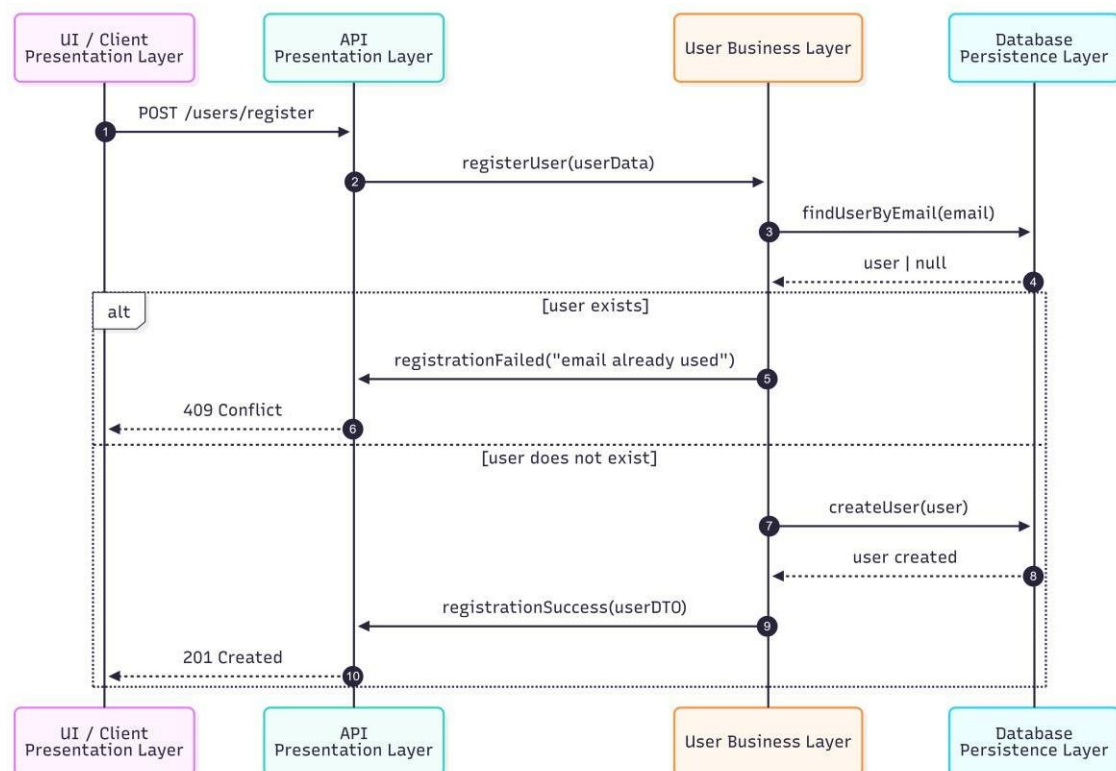 UI / Client
Presentation Layer
API
Presentation Layer
User Business Layer
Database
Persistence Layer
POST /users/register
1
registerUser(userData)
2
findUserByEmail(email)
3
user | null
4
alt
[user exists]
registrationFailed("email already used")
5
409 Conflict
6
[user does not exist]
createUser(user)
7
user created
8
registrationSuccess(userDTO)
9
201 Created
10
UI / Client
Presentation Layer
API
Presentation Layer
User Business Layer
Database
Persistence Layer